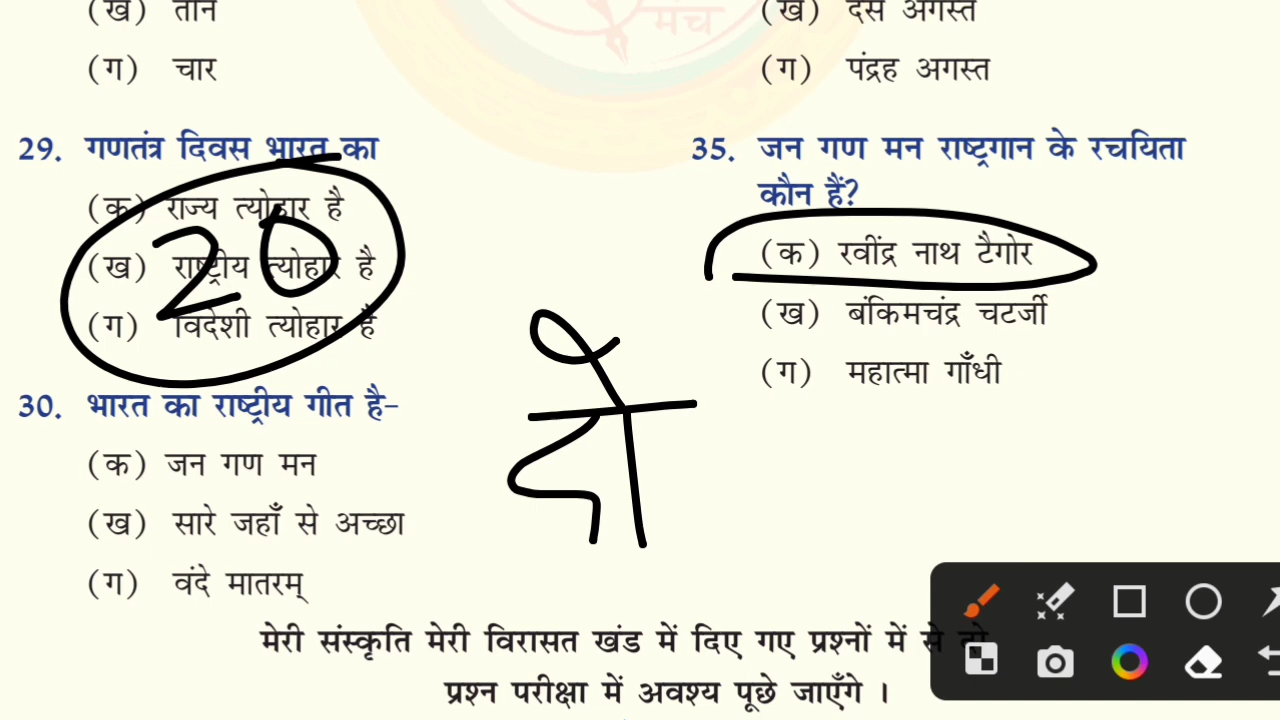 (ख) तीन
(ग) चार
29. गणतंत्र दिवस भारत का
(क) राज्य त्योहार है
(ख) राष्ट्रीय त्योहार है
(ग) विदेशी त्योहार है
20
30. भारत का राष्ट्रीय गीत है-
(क) जन गण मन
(ख) सारे जहाँ से अच्छा
(ग) वंदे मातरम्
दो
मंच
(ख) दस अगस्त
(ग) पंद्रह अगस्त
35. जन गण मन राष्ट्रगान के रचयिता
कौन हैं?
(क) रवींद्र नाथ टैगोर
(ख) बंकिमचंद्र चटर्जी
(ग) महात्मा गाँधी
मेरी संस्कृति मेरी विरासत खंड में दिए गए प्रश्नों में से दो
प्रश्न परीक्षा में अवश्य पूछे जाएँगे ।